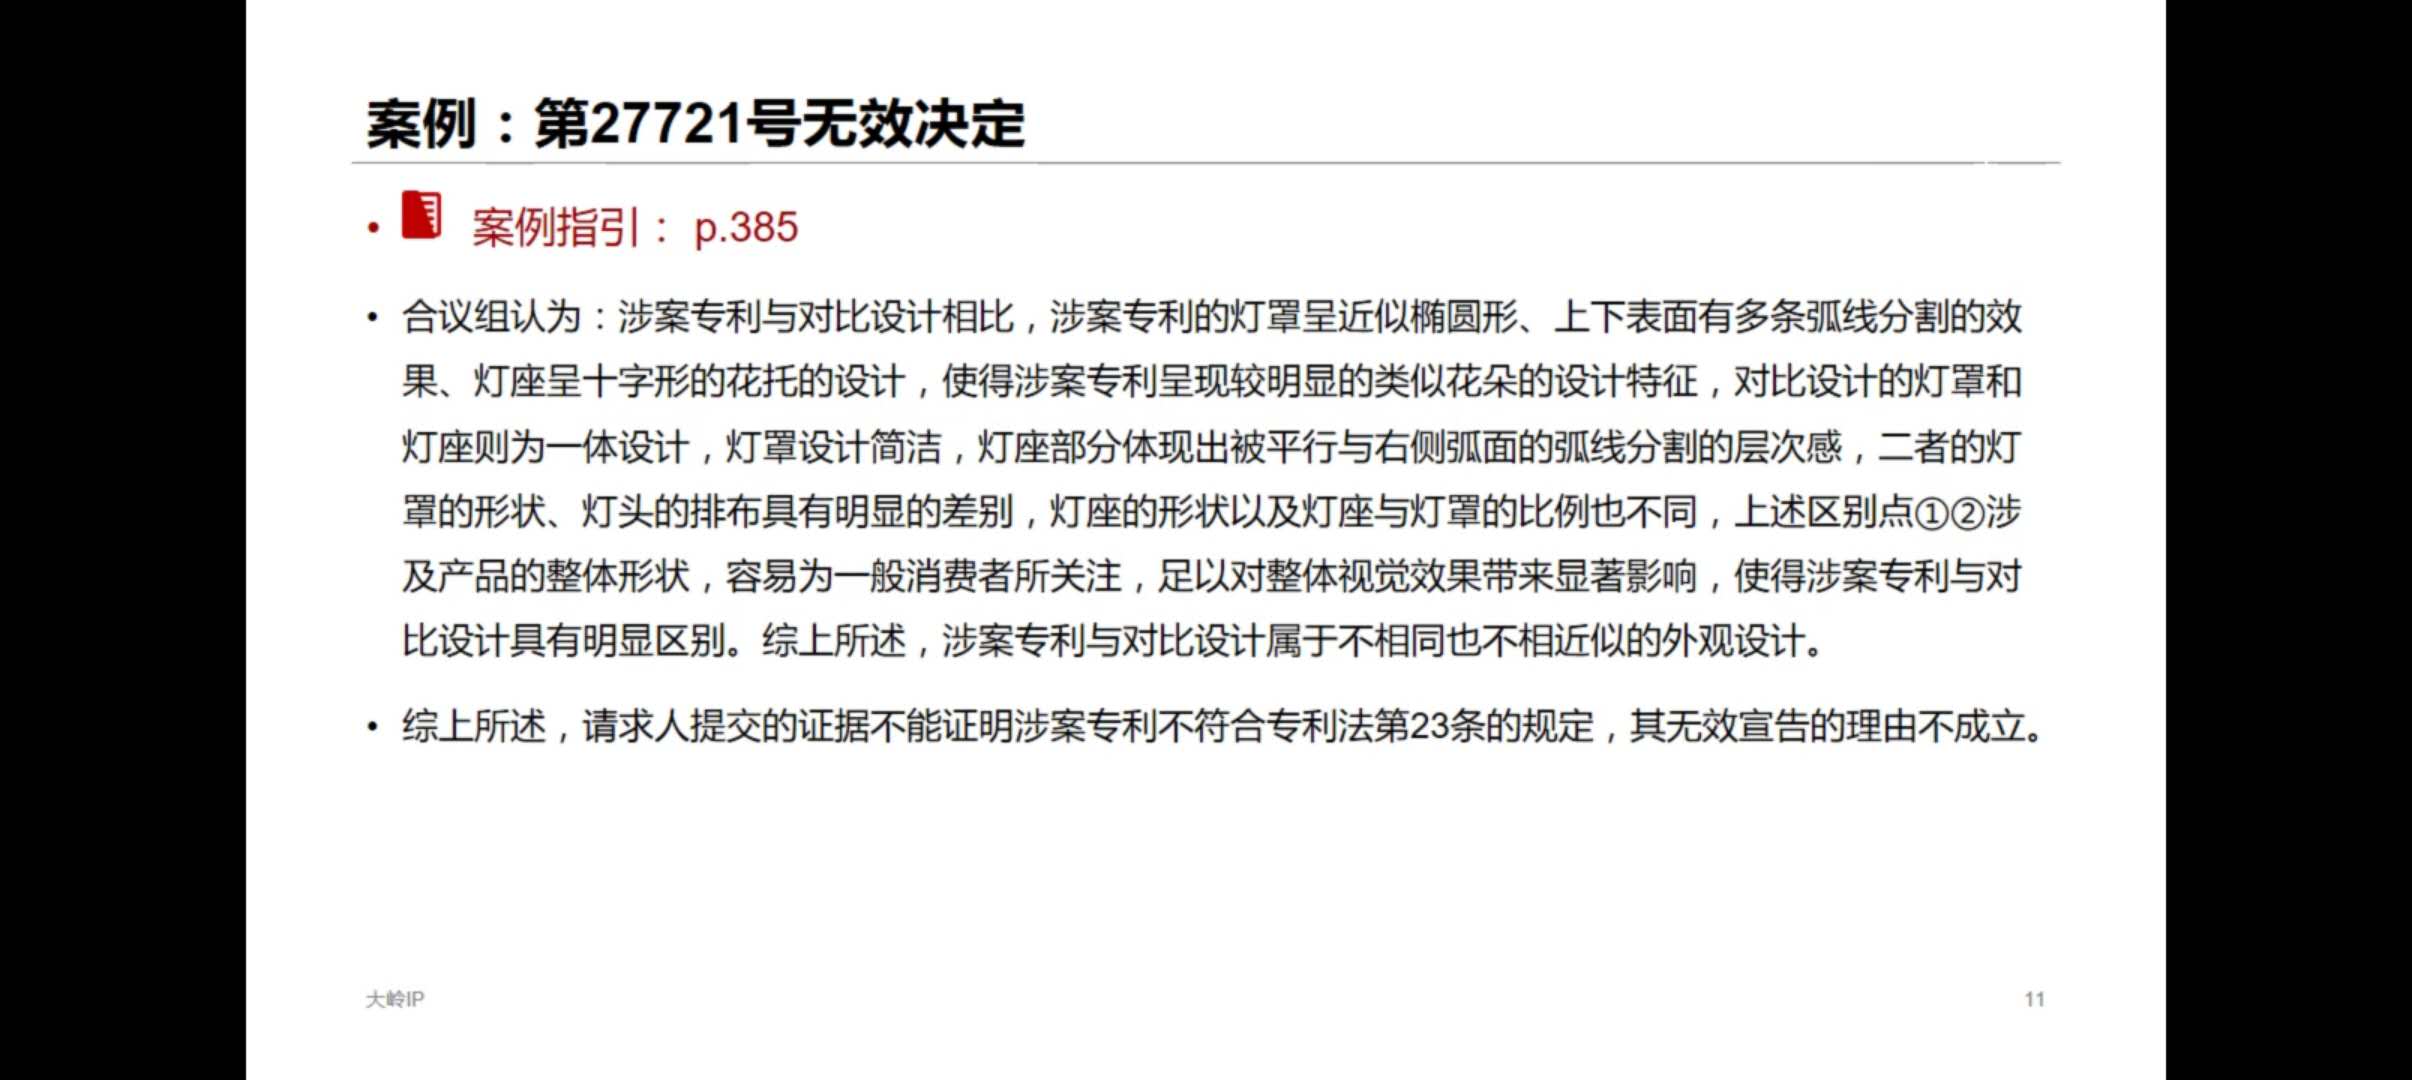 案例：第27721号无效决定
• 案例指引： p.385
• 合议组认为：涉案专利与对比设计相比，涉案专利的灯罩呈近似椭圆形、上下表面有多条弧线分割的效
果、灯座呈十字形的花托的设计，使得涉案专利呈现较明显的类似花朵的设计特征，对比设计的灯罩和
灯座则为一体设计，灯罩设计简洁，灯座部分体现出被平行与右侧弧面的弧线分割的层次感，二者的灯
罩的形状、灯头的排布具有明显的差别，灯座的形状以及灯座与灯罩的比例也不同，上述区别点①②涉
及产品的整体形状，容易为一般消费者所关注，足以对整体视觉效果带来显著影响，使得涉案专利与对
比设计具有明显区别。综上所述，涉案专利与对比设计属于不相同也不相近似的外观设计。
• 综上所述，请求人提交的证据不能证明涉案专利不符合专利法第23条的规定，其无效宣告的理由不成立。
大岭IP
11